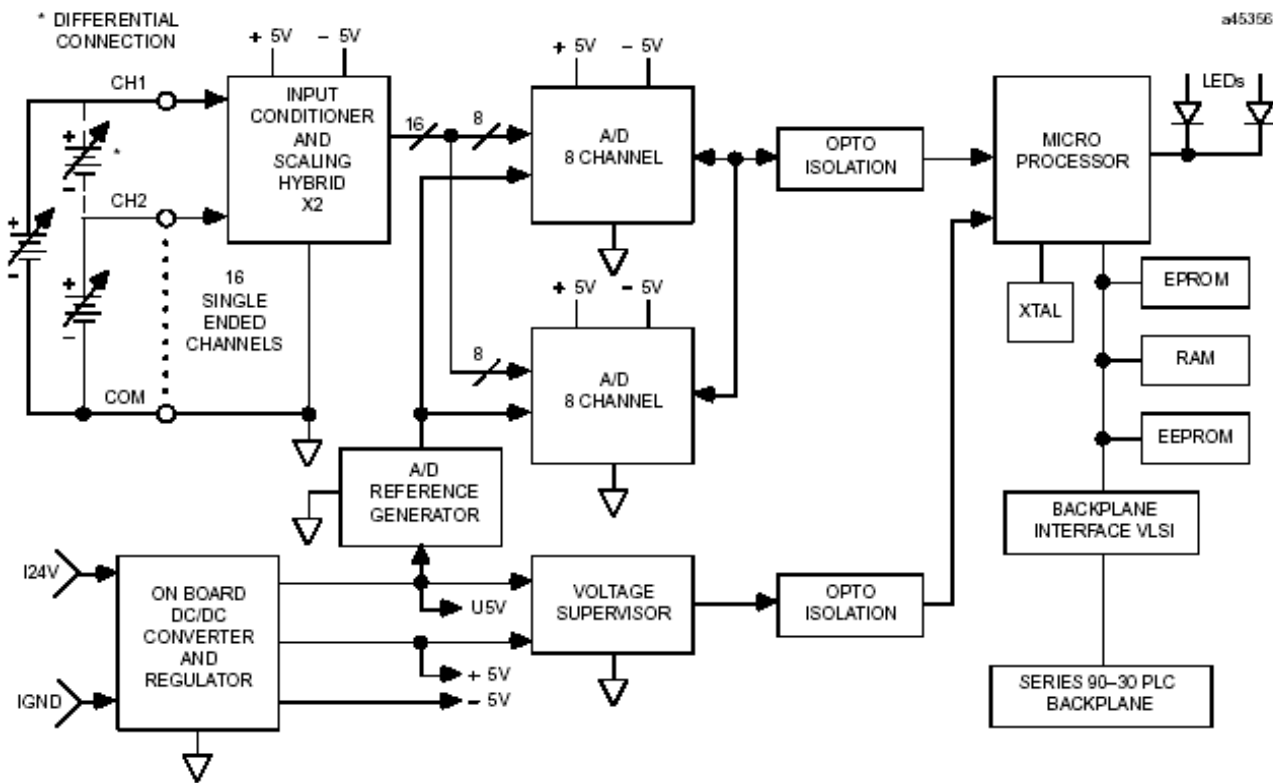 * DIFFERENTIAL
CONNECTION
a45356
+ 5V
– 5V
+ 5V
– 5V
CH1
INPUT
CONDITIONER
AND
SCALING
HYBRID
X2
16
8
A/D
8 CHANNEL
OPTO
ISOLATION
MICRO
PROCESSOR
LEDs
+
*
-
CH2
+
-
+
–
16
SINGLE
ENDED
CHANNELS
+ 5V
– 5V
8
A/D
8 CHANNEL
XTAL
EPROM
RAM
EEPROM
COM
A/D
REFERENCE
GENERATOR
BACKPLANE
INTERFACE VLSI
I24V
ON BOARD
DC/DC
CONVERTER
AND
REGULATOR
U5V
VOLTAGE
SUPERVISOR
OPTO
ISOLATION
+ 5V
– 5V
IGND
SERIES 90–30 PLC
BACKPLANE